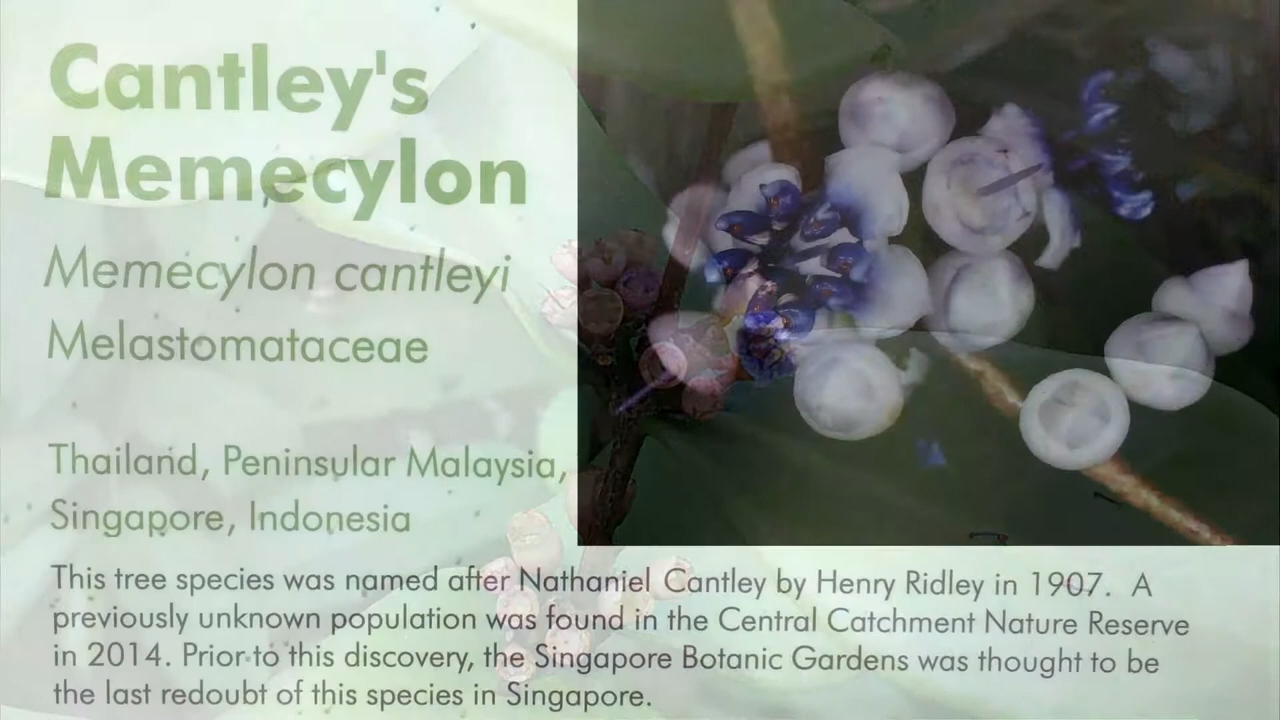 Cantley's
Memecylon
Memecylon cantleyi
Melastomataceae
Thailand, Peninsular Malaysia,
Singapore, Indonesia
This tree species was named after Nathaniel Cantley by Henry Ridley in 1907. A
previously unknown population was found in the Central Catchment Nature Reserve
in 2014. Prior to this discovery, the Singapore Botanic Gardens was thought to be
the last redoubt of this species in Singapore.